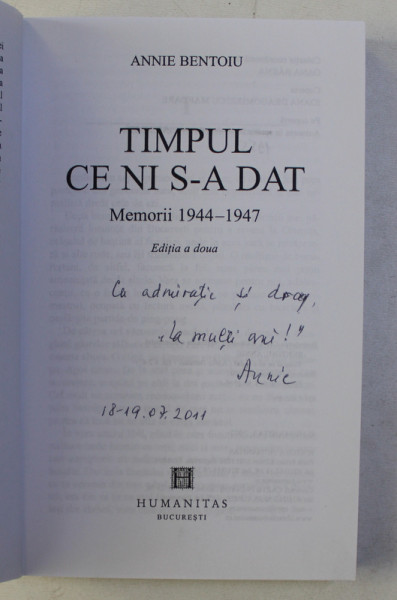 ANNIE BENTOIU
TIMPUL
CE NI S-A DAT
Memorii 1944–1947
Ediția a doua
Cu admirație și drag,
„La mulți ani!”
Annie
18-19.07.2011
HUMANITAS
BUCUREȘTI